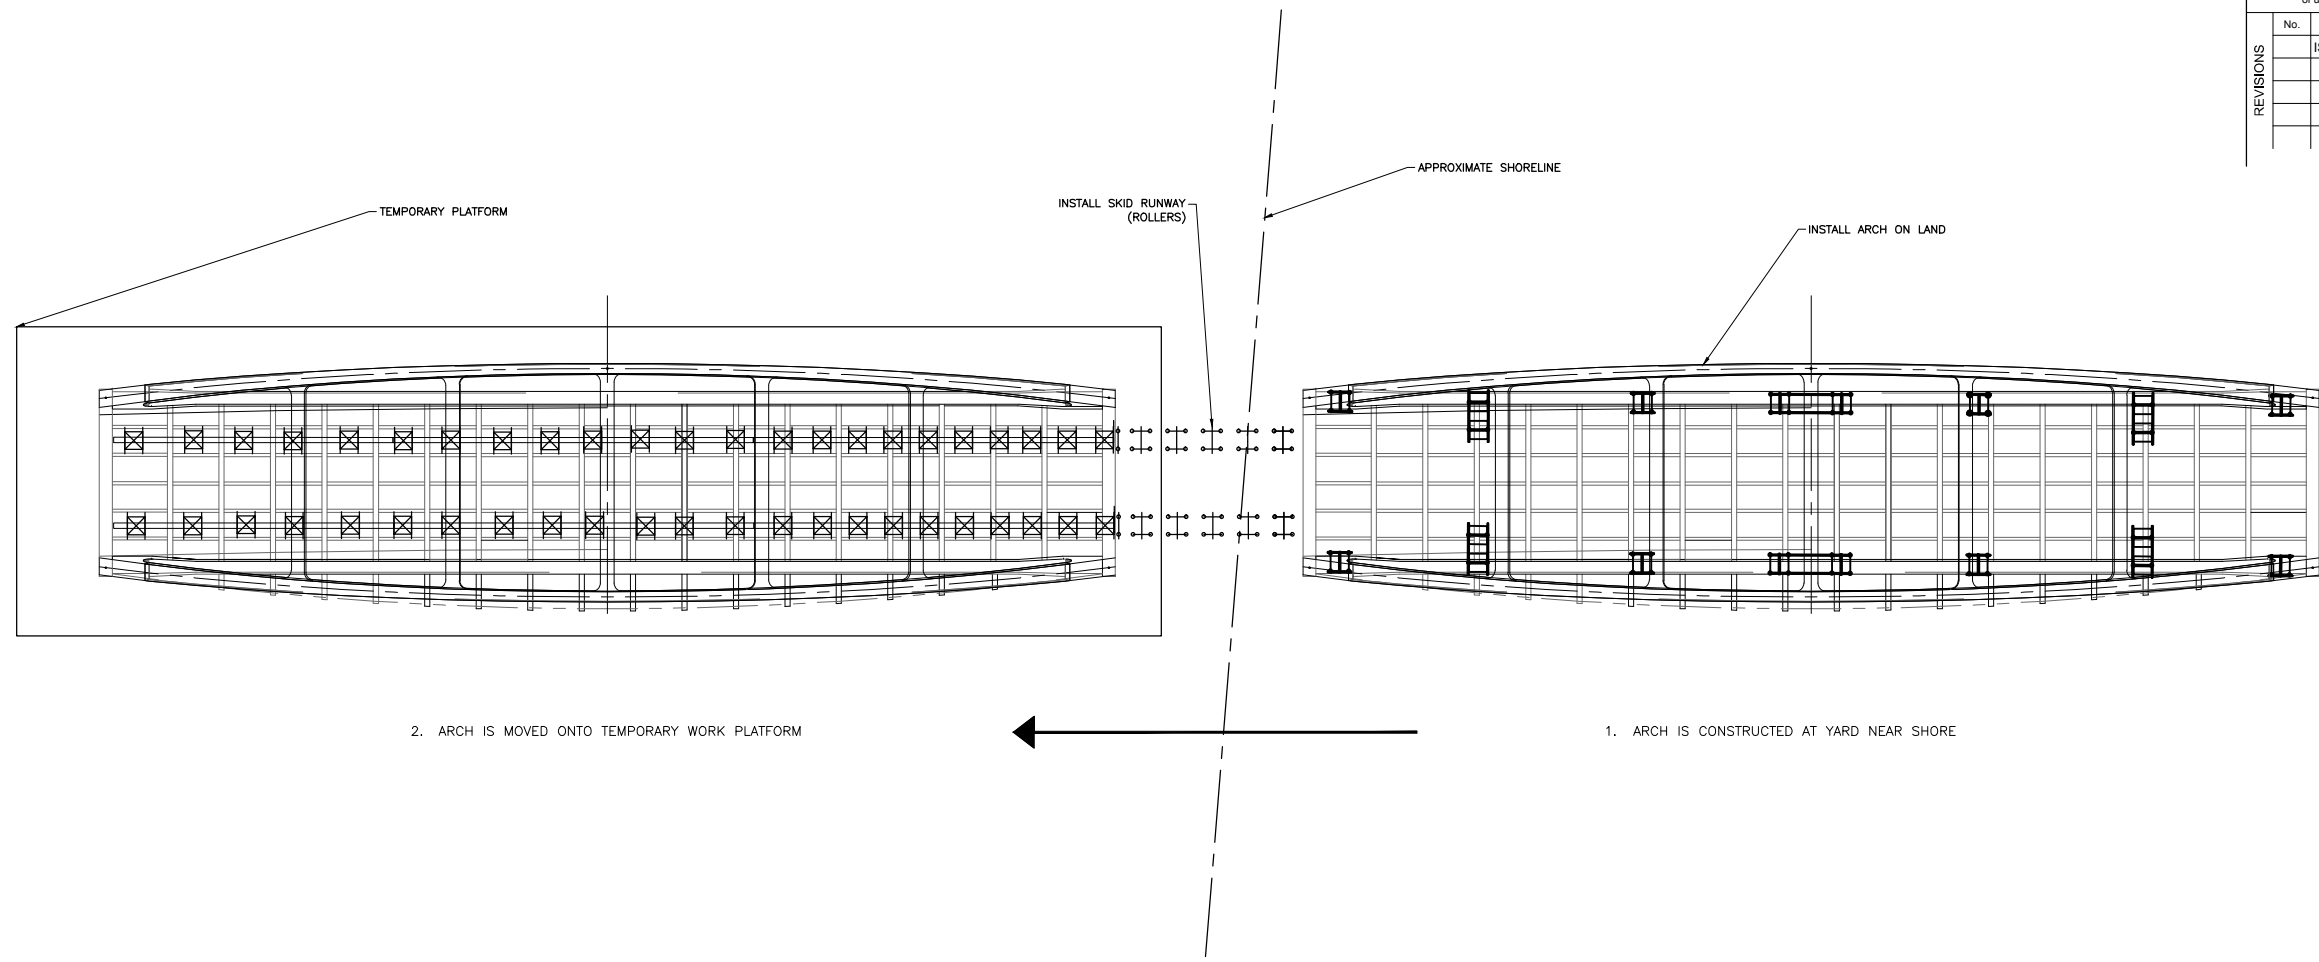 No.
REVISIONS
APPROXIMATE SHORELINE
INSTALL SKID RUNWAY
(ROLLERS)
TEMPORARY PLATFORM
INSTALL ARCH ON LAND
2. ARCH IS MOVED ONTO TEMPORARY WORK PLATFORM
1. ARCH IS CONSTRUCTED AT YARD NEAR SHORE